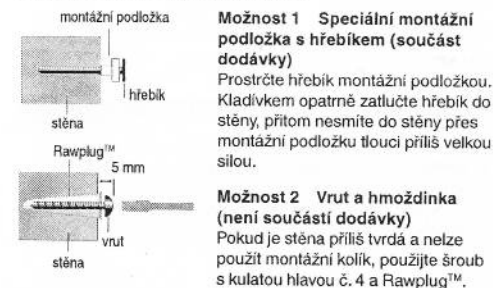 montážní podložka
hřebík
stěna
Rawplug™
5 mm
vrut
stěna
Možnost 1 Speciální montážní
podložka s hřebíkem (součást
dodávky)
Prostrčte hřebík montážní podložkou.
Kladívkem opatrně zatlučte hřebík do
stěny, přitom nesmíte do stěny přes
montážní podložku tlouci příliš velkou
silou.
Možnost 2 Vrut a hmoždinka
(není součástí dodávky)
Pokud je stěna příliš tvrdá a nelze
použít montážní kolík, použijte šroub
s kulatou hlavou č. 4 a Rawplug™.